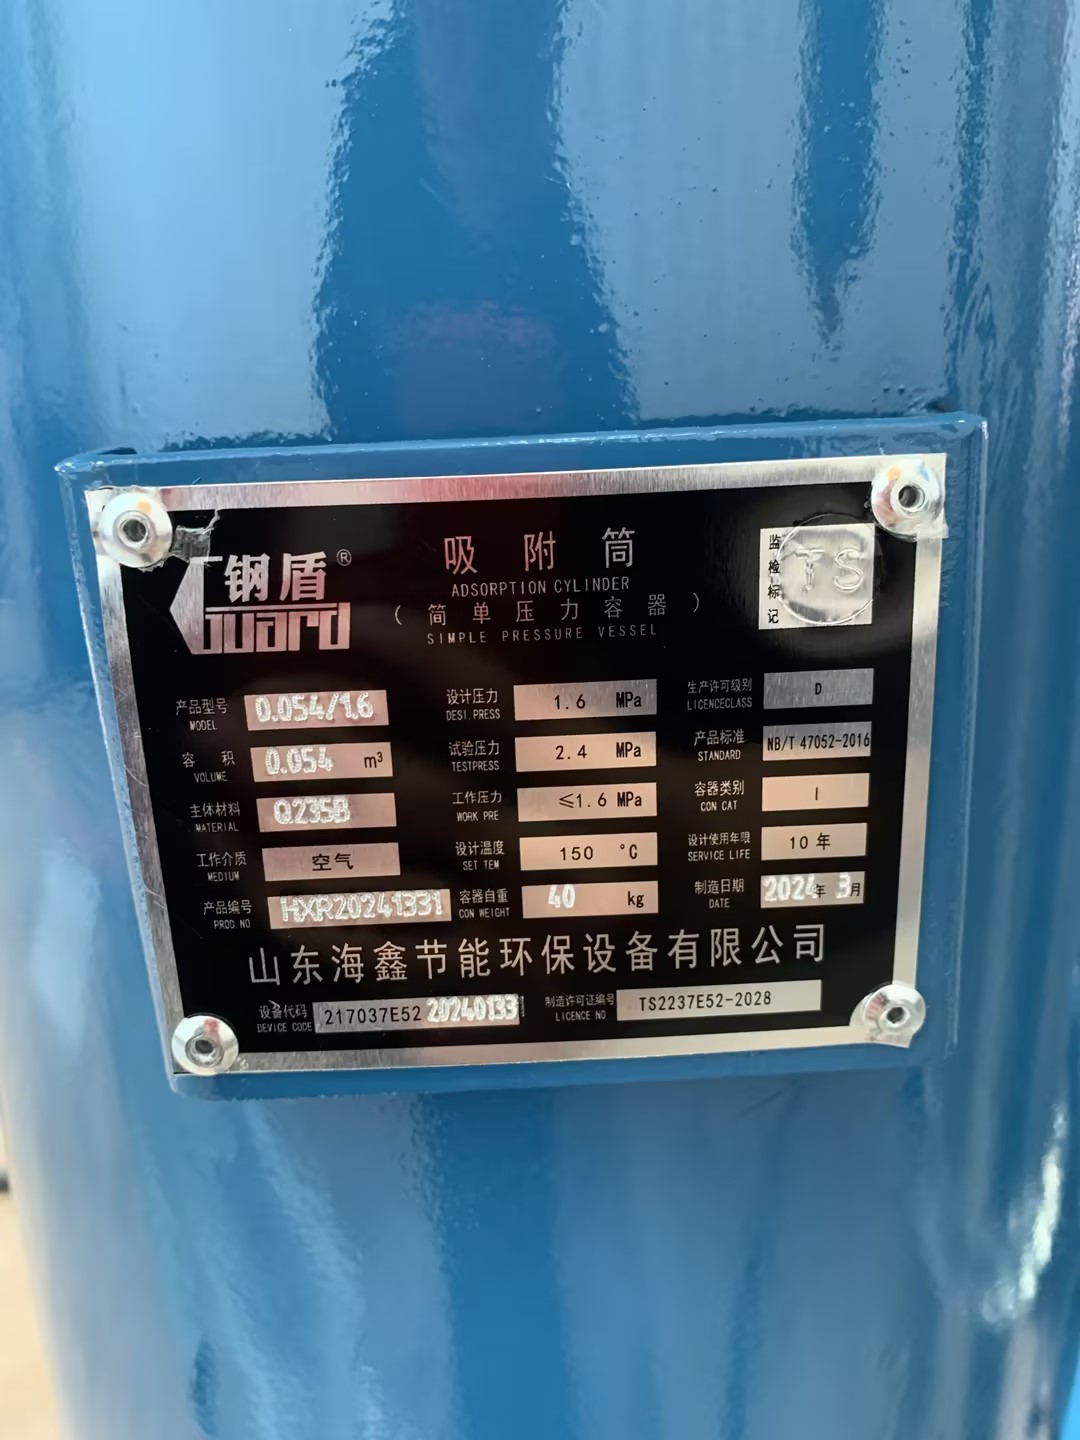 钢盾®
Guard
吸附筒
ADSORPTION CYLINDER
（简单压力容器）
SIMPLE PRESSURE VESSEL
监检标记
TS
产品型号 0.054/1.6
MODEL
容积 0.054 m³
VOLUME
主体材料 Q235B
MATERIAL
工作介质 空气
MEDIUM
产品编号 HXR20241331
PROD.NO
设计压力 1.6 MPa
DESI.PRESS
试验压力 2.4 MPa
TESTPRESS
工作压力 ≤1.6 MPa
WORK PRE
设计温度 150 °C
SET TEM
容器自重 40 kg
CON WEIGHT
生产许可级别 D
LICENCECLASS
产品标准 NB/T 47052-2016
STANDARD
容器类别 I
CON CAT
设计使用年限 10 年
SERVICE LIFE
制造日期 2024年 3月
DATE
山东海鑫节能环保设备有限公司
设备代码 217037E52 20240133
DEVICE CODE
制造许可证编号 TS2237E52-2028
LICENCE NO